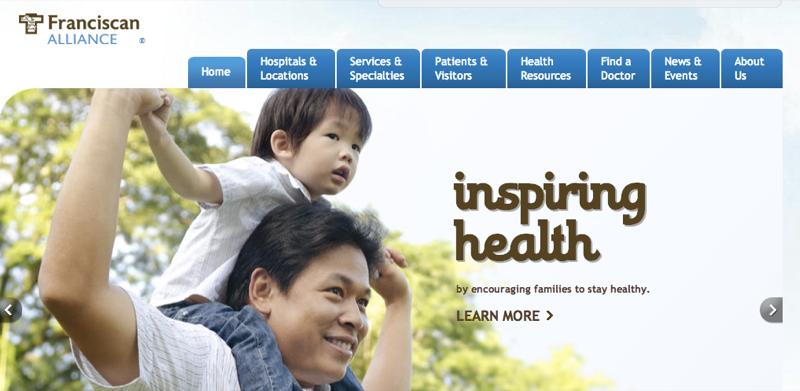 Franciscan
ALLIANCE ®
Home
Hospitals &
Locations
Services &
Specialties
Patients &
Visitors
Health
Resources
Find a
Doctor
News &
Events
About
Us
inspiring
health
by encouraging families to stay healthy.
LEARN MORE >